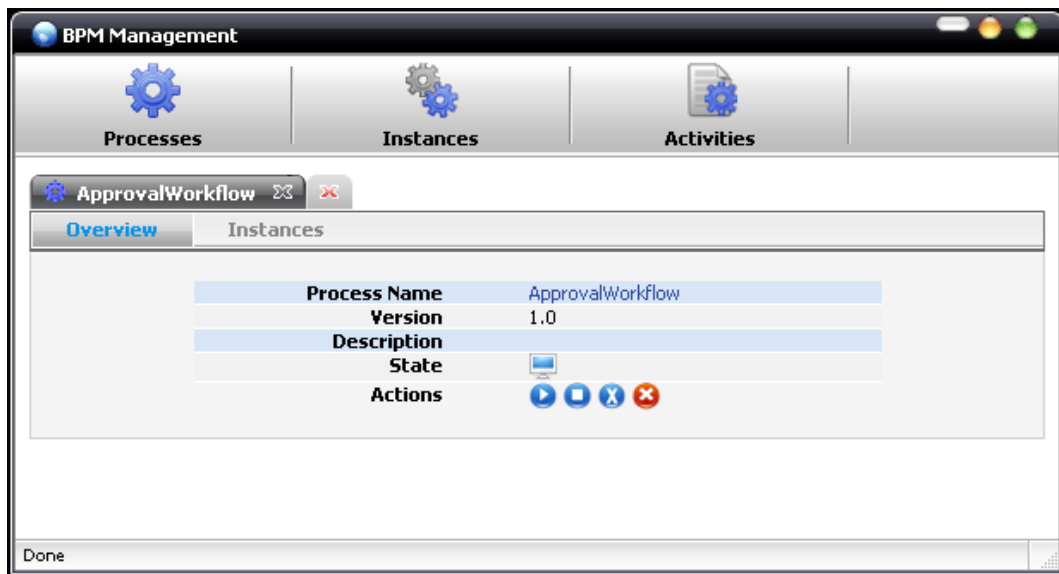 BPM Management
Processes Instances Activities
ApprovalWorkflow
Overview Instances
Process Name ApprovalWorkflow
Version 1.0
Description
State
Actions
Done